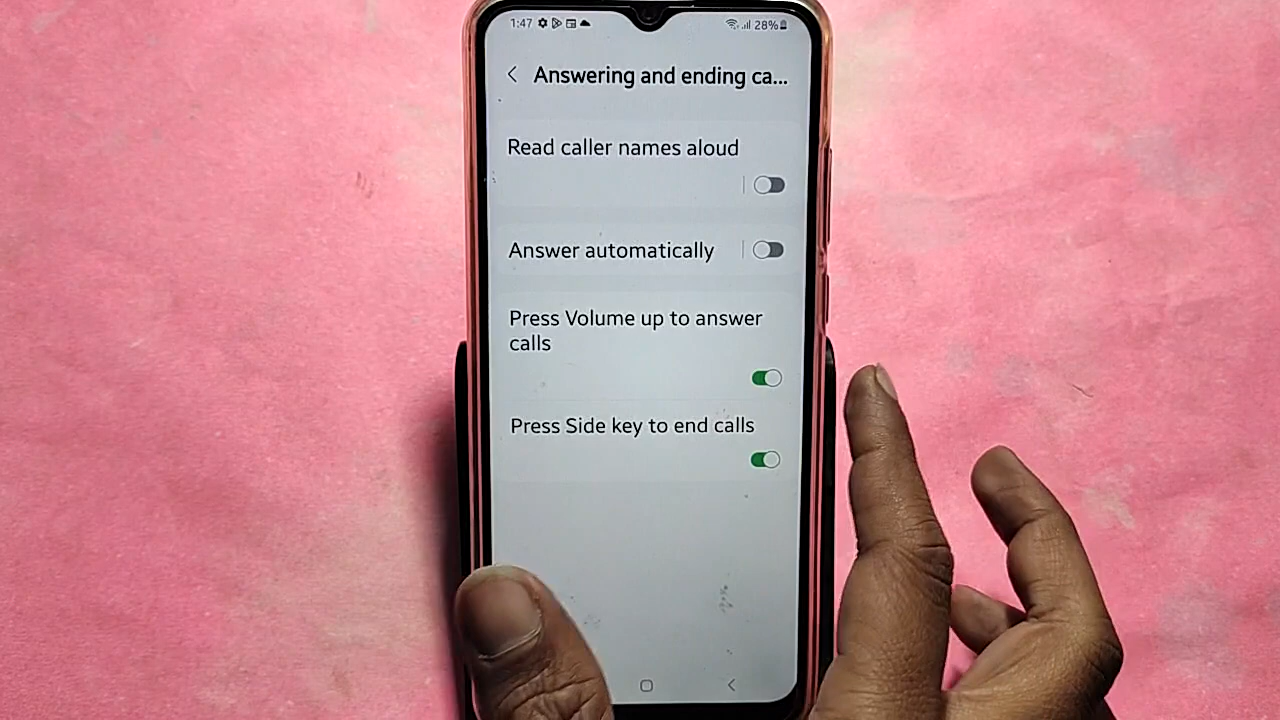 1:47 28%
Answering and ending ca...
Read caller names aloud
Answer automatically
Press Volume up to answer
calls
Press Side key to end calls